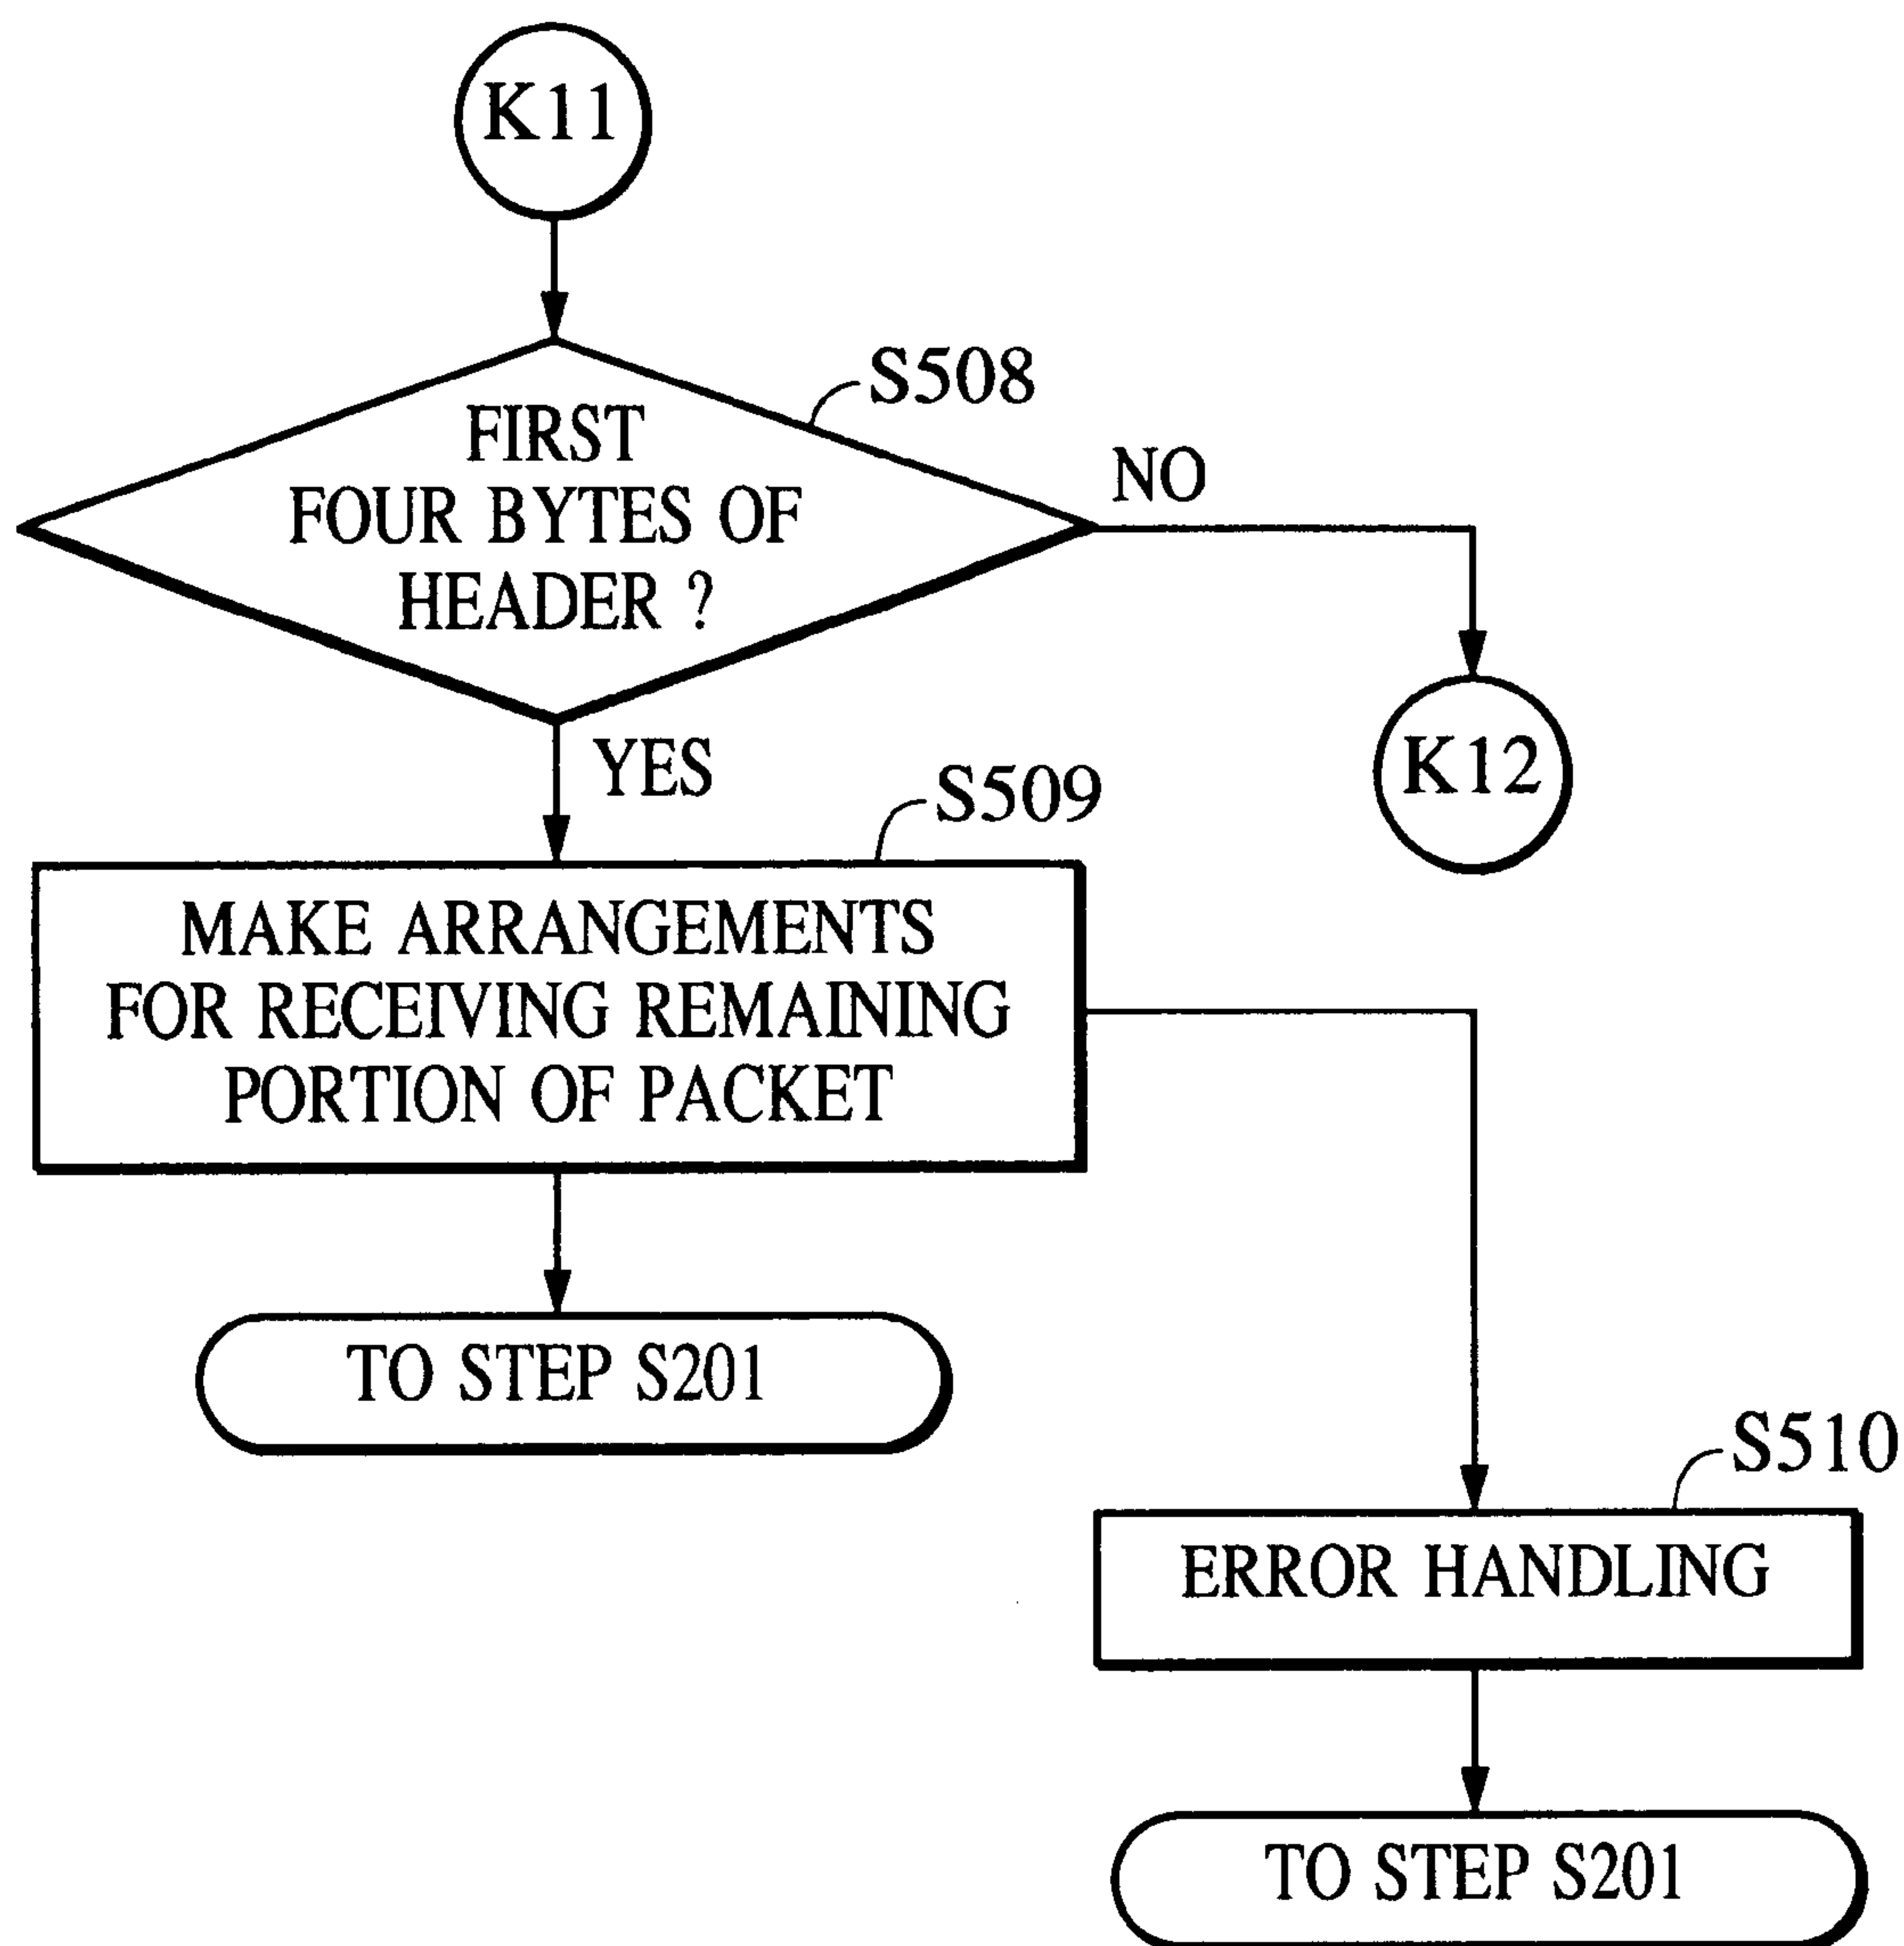 K11
S508
FIRST
FOUR BYTES OF
HEADER ?
NO
K12
YES
S509
MAKE ARRANGEMENTS
FOR RECEIVING REMAINING
PORTION OF PACKET
TO STEP S201
S510
ERROR HANDLING
TO STEP S201